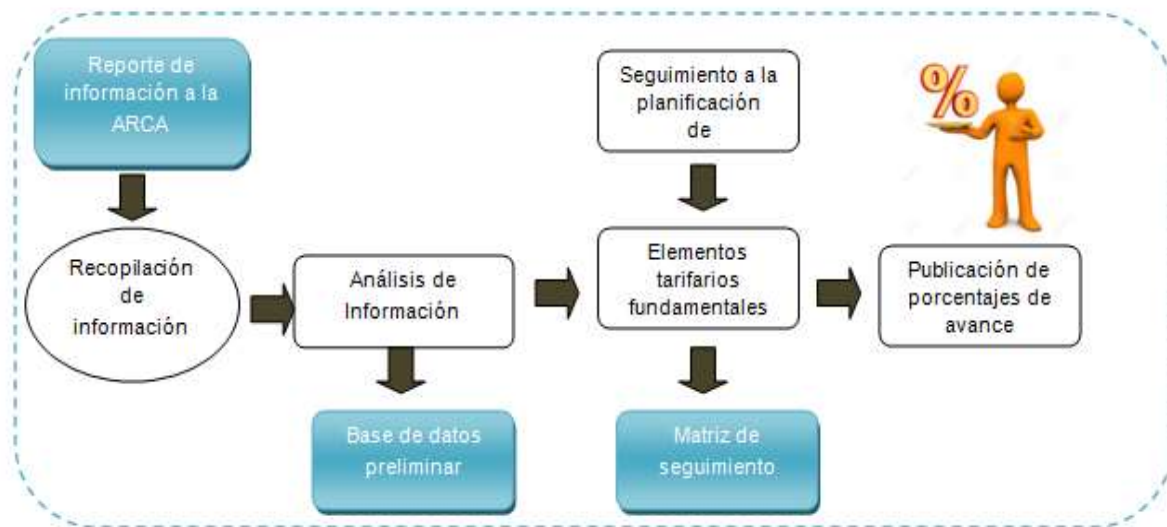 Reporte de
información a la
ARCA
Seguimiento a la
planificación
de
%
Recopilación
de
información
Análisis de
Información
Elementos
tarifarios
fundamentales
Publicación de
porcentajes de
avance
Base de datos
preliminar
Matriz de
seguimiento